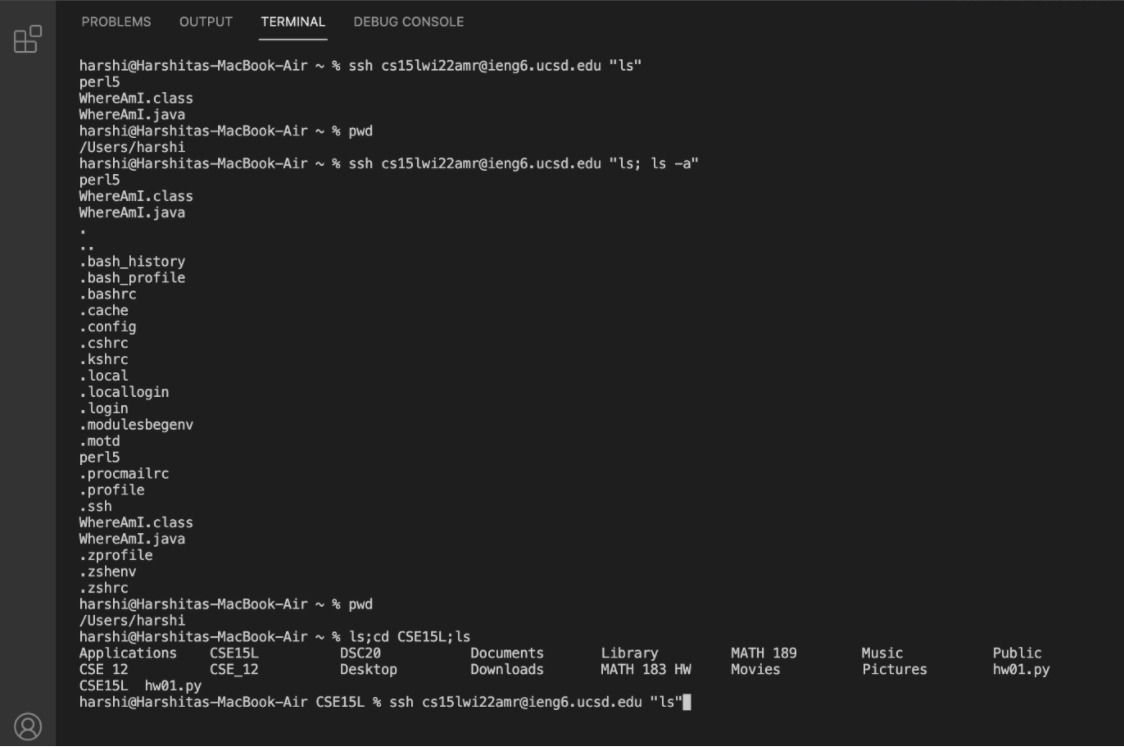 PROBLEMS OUTPUT TERMINAL DEBUG CONSOLE
harshi@Harshitas-MacBook-Air ~ % ssh cs15lwi22amr@ieng6.ucsd.edu "ls"
perl5
WhereAmI.class
WhereAmI.java
harshi@Harshitas-MacBook-Air ~ % pwd
/Users/harshi
harshi@Harshitas-MacBook-Air ~ % ssh cs15lwi22amr@ieng6.ucsd.edu "ls; ls -a"
perl5
WhereAmI.class
WhereAmI.java
.
..
.bash_history
.bash_profile
.bashrc
.cache
.config
.cshrc
.kshrc
.local
.locallogin
.login
.modulesbegenv
.motd
perl5
.procmailrc
.profile
.ssh
WhereAmI.class
WhereAmI.java
.zprofile
.zshenv
.zshrc
harshi@Harshitas-MacBook-Air ~ % pwd
/Users/harshi
harshi@Harshitas-MacBook-Air ~ % ls;cd CSE15L;ls
Applications CSE15L DSC20 Documents Library MATH 189 Music Public
CSE 12 CSE_12 Desktop Downloads MATH 183 HW Movies Pictures hw01.py
CSE15L hw01.py
harshi@Harshitas-MacBook-Air CSE15L % ssh cs15lwi22amr@ieng6.ucsd.edu "ls"